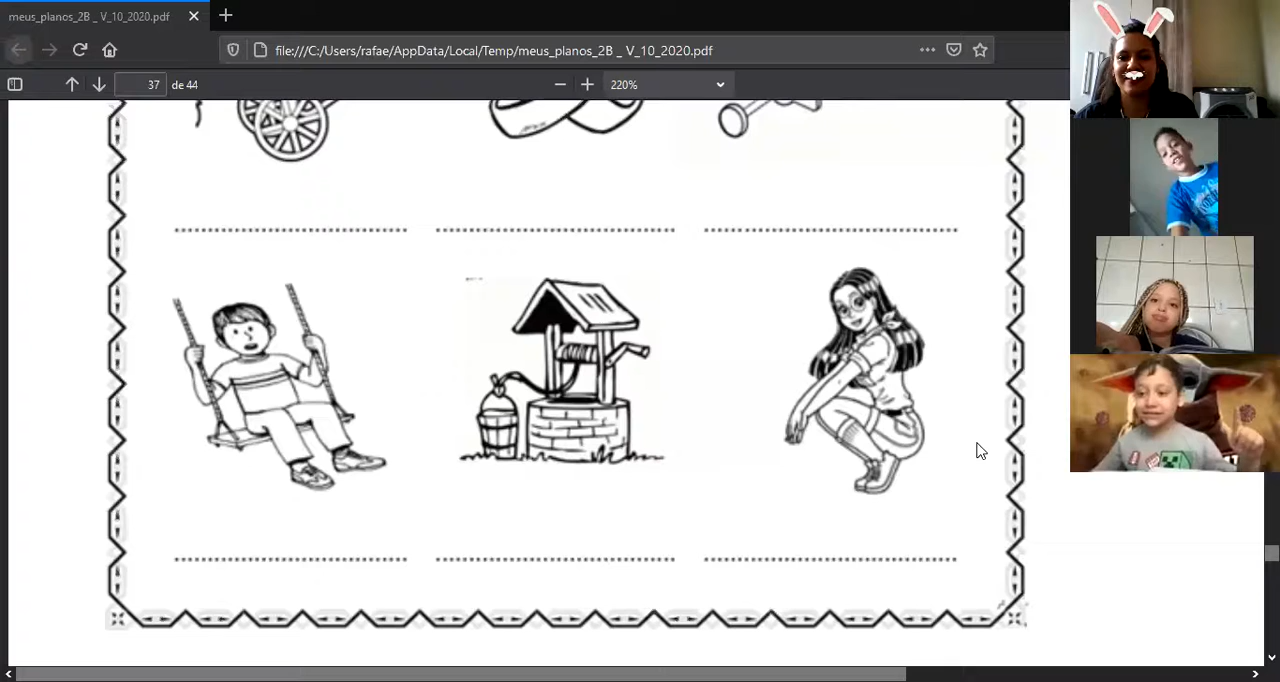 meus_planos_2B _ V_10_2020.pdf
file:///C:/Users/rafae/AppData/Local/Temp/meus_planos_2B _ V_10_2020.pdf
37 de 44
220%